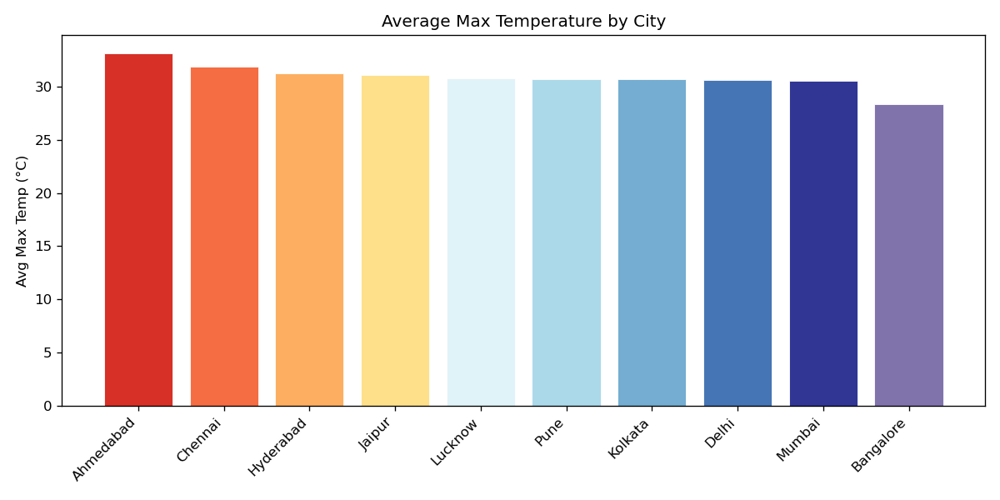 Average Max Temperature by City
Avg Max Temp (°C)
30
25
20
15
10
5
0
Ahmedabad
Chennai
Hyderabad
Jaipur
Lucknow
Pune
Kolkata
Delhi
Mumbai
Bangalore